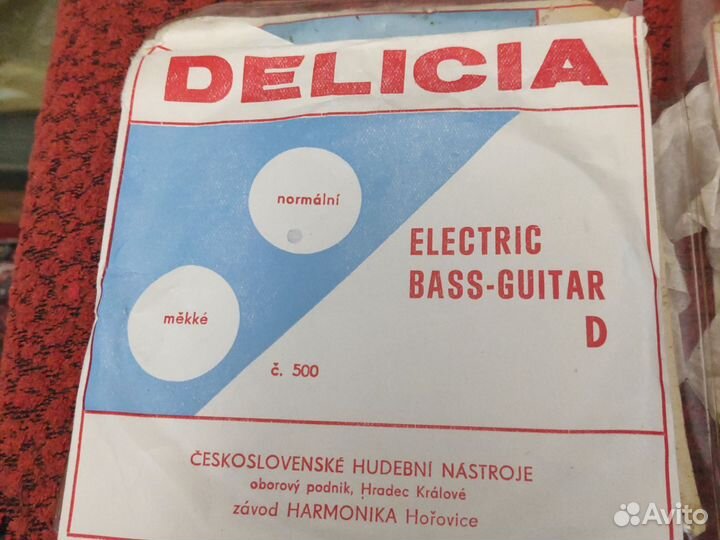 DELICIA
normální
měkké
č. 500
ELECTRIC
BASS-GUITAR
D
ČESKOSLOVENSKÉ HUDEBNÍ NÁSTROJE
oborový podnik, Hradec Králové
závod HARMONIKA Hořovice
Avito